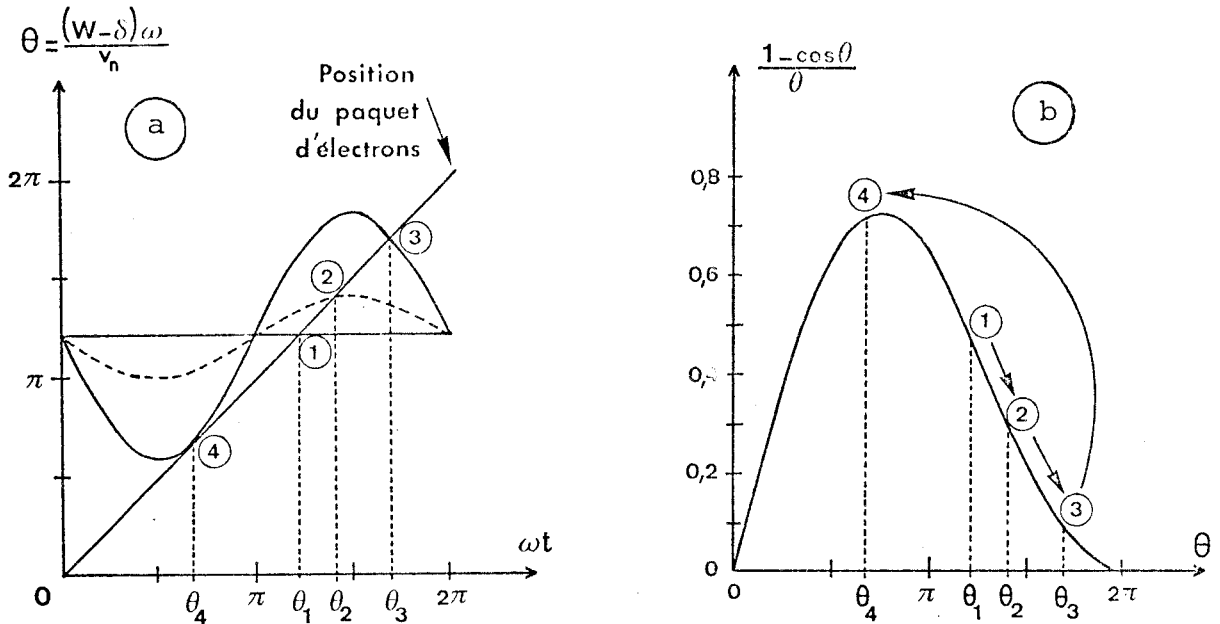 θ = (W-δ)ω / vₙ
a
Position
du paquet
d'électrons
2π
π
1
2
3
4
0
θ₄
π
θ₁
θ₂
θ₃
2π
ωt
1-cosθ / θ
b
0,8
0,6
0,2
0
4
1
2
3
0
θ₄
π
θ₁
θ₂
θ₃
2π
θ